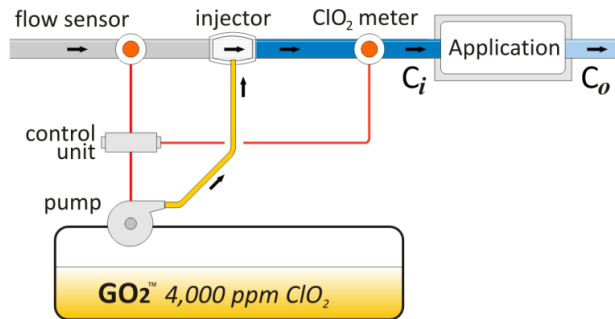 flow sensor
injector
ClO₂ meter
Application
Cᵢ
Cₒ
control
unit
pump
GO2™ 4,000 ppm ClO₂